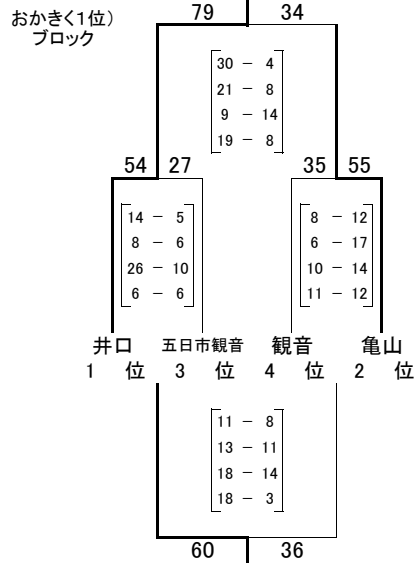 おかきく1位)
ブロック
79 34
30 － 4
21 － 8
9 － 14
19 － 8
54 27 35 55
14 － 5 8 － 12
8 － 6 6 － 17
26 － 10 10 － 14
6 － 6 11 － 12
井口 五日市観音 観音 亀山
1 位 3 位 4 位 2 位
11 － 8
13 － 11
18 － 14
18 － 3
60 36